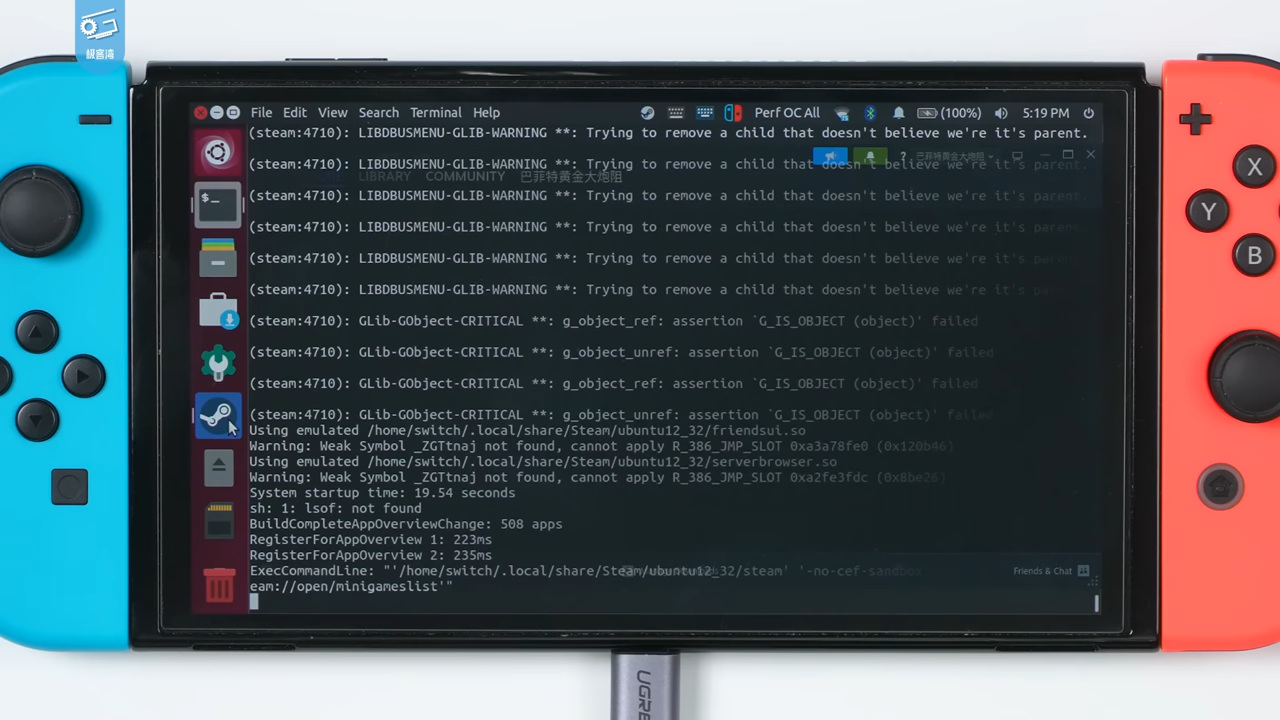 极客湾
File Edit View Search Terminal Help Perf OC All (100%) 5:19 PM
(steam:4710): LIBDBUSMENU-GLIB-WARNING **: Trying to remove a child that doesn't believe we're it's parent.
(steam:4710): LIBDBUSMENU-GLIB-WARNING **: Trying to remove a child that doesn't believe we're it's parent.
? 巴菲特黄金大炮阻
LIBRARY COMMUNITY 巴菲特黄金大炮阻
(steam:4710): LIBDBUSMENU-GLIB-WARNING **: Trying to remove a child that doesn't believe we're it's parent.
(steam:4710): LIBDBUSMENU-GLIB-WARNING **: Trying to remove a child that doesn't believe we're it's parent.
(steam:4710): LIBDBUSMENU-GLIB-WARNING **: Trying to remove a child that doesn't believe we're it's parent.
(steam:4710): LIBDBUSMENU-GLIB-WARNING **: Trying to remove a child that doesn't believe we're it's parent.
(steam:4710): GLib-GObject-CRITICAL **: g_object_ref: assertion `G_IS_OBJECT (object)' failed
(steam:4710): GLib-GObject-CRITICAL **: g_object_unref: assertion `G_IS_OBJECT (object)' failed
(steam:4710): GLib-GObject-CRITICAL **: g_object_ref: assertion `G_IS_OBJECT (object)' failed
(steam:4710): GLib-GObject-CRITICAL **: g_object_unref: assertion `G_IS_OBJECT (object)' failed
Using emulated /home/switch/.local/share/Steam/ubuntu12_32/friendsui.so
Warning: Weak Symbol _ZGTtnaj not found, cannot apply R_386_JMP_SLOT 0xa3a78fe0 (0x120b46)
Using emulated /home/switch/.local/share/Steam/ubuntu12_32/serverbrowser.so
Warning: Weak Symbol _ZGTtnaj not found, cannot apply R_386_JMP_SLOT 0xa2fe3fdc (0x8be26)
System startup time: 19.54 seconds
sh: 1: lsof: not found
BuildCompleteAppOverviewChange: 508 apps
RegisterForAppOverview 1: 223ms
RegisterForAppOverview 2: 235ms
ExecCommandLine: "'/home/switch/.local/share/Steam/ubuntu12_32/steam' '-no-cef-sandbox
eam://open/minigameslist'"
Friends & Chat
X
Y
B
UGRE